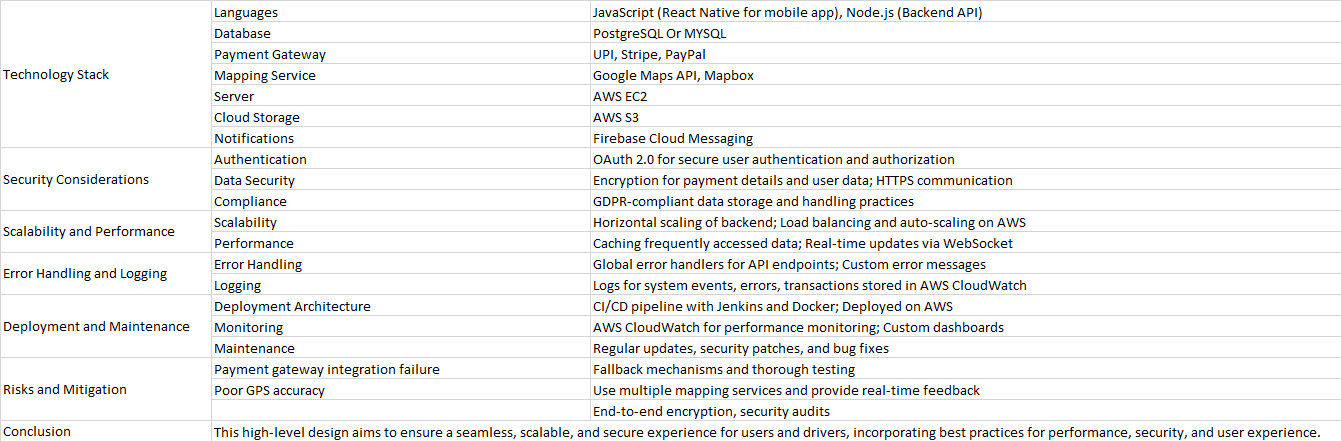 Languages JavaScript (React Native for mobile app), Node.js (Backend API)
Database PostgreSQL Or MYSQL
Payment Gateway UPI, Stripe, PayPal
Technology Stack Mapping Service Google Maps API, Mapbox
Server AWS EC2
Cloud Storage AWS S3
Notifications Firebase Cloud Messaging
Authentication OAuth 2.0 for secure user authentication and authorization
Security Considerations Data Security Encryption for payment details and user data; HTTPS communication
Compliance GDPR-compliant data storage and handling practices
Scalability and Performance Scalability Horizontal scaling of backend; Load balancing and auto-scaling on AWS
Performance Caching frequently accessed data; Real-time updates via WebSocket
Error Handling and Logging Error Handling Global error handlers for API endpoints; Custom error messages
Logging Logs for system events, errors, transactions stored in AWS CloudWatch
Deployment Architecture CI/CD pipeline with Jenkins and Docker; Deployed on AWS
Deployment and Maintenance Monitoring AWS CloudWatch for performance monitoring; Custom dashboards
Maintenance Regular updates, security patches, and bug fixes
Payment gateway integration failure Fallback mechanisms and thorough testing
Risks and Mitigation Poor GPS accuracy Use multiple mapping services and provide real-time feedback
End-to-end encryption, security audits
Conclusion This high-level design aims to ensure a seamless, scalable, and secure experience for users and drivers, incorporating best practices for performance, security, and user experience.